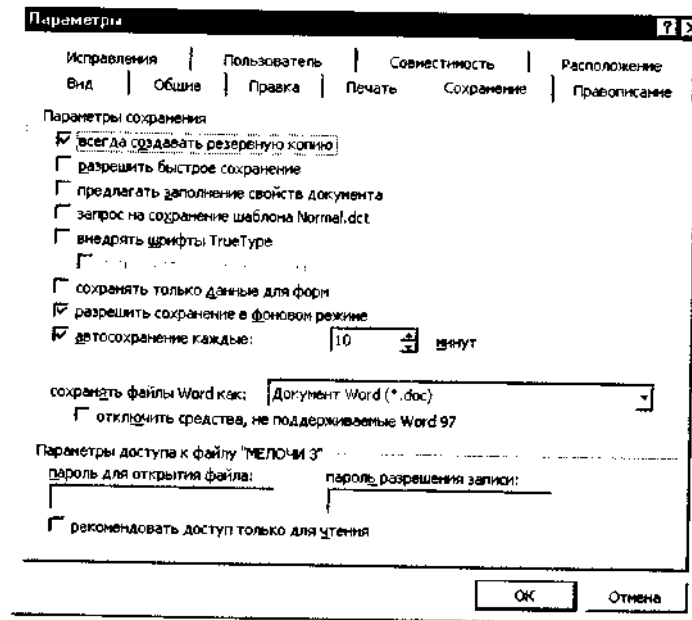 Параметры
Исправления Пользователь Совместимость Расположение
Вид Общие Правка Печать Сохранение Правописание
Параметры сохранения
всегда создавать резервную копию
разрешить быстрое сохранение
предлагать заполнение свойств документа
запрос на сохранение шаблона Normal.dct
внедрять шрифты TrueType
сохранять только данные для форм
разрешить сохранение в фоновом режиме
автосохранение каждые: 10 минут
сохранять файлы Word как: Документ Word (*.doc)
отключить средства, не поддерживаемые Word 97
Параметры доступа к файлу "МЕЛОЧИ 3"
пароль для открытия файла: пароль разрешения записи:
рекомендовать доступ только для чтения
ОК Отмена